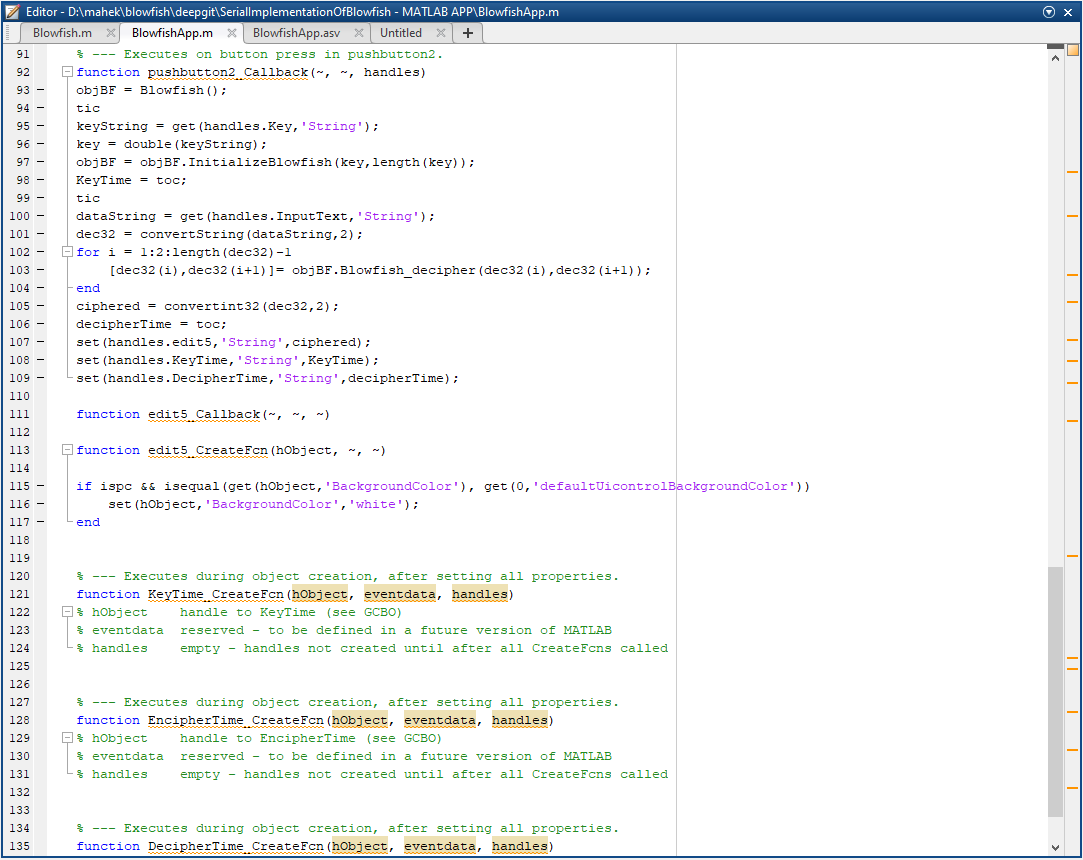 Editor - D:\mahek\blowfish\deepgit\SerialImplementationOfBlowfish - MATLAB APP\BlowfishApp.m
Blowfish.m BlowfishApp.m BlowfishApp.asv Untitled +
91 % --- Executes on button press in pushbutton2.
92 function pushbutton2_Callback(~, ~, handles)
93 - objBF = Blowfish();
94 - tic
95 - keyString = get(handles.Key,'String');
96 - key = double(keyString);
97 - objBF = objBF.InitializeBlowfish(key,length(key));
98 - KeyTime = toc;
99 - tic
100 - dataString = get(handles.InputText,'String');
101 - dec32 = convertString(dataString,2);
102 - for i = 1:2:length(dec32)-1
103 - [dec32(i),dec32(i+1)]= objBF.Blowfish_decipher(dec32(i),dec32(i+1));
104 - end
105 - ciphered = convertint32(dec32,2);
106 - decipherTime = toc;
107 - set(handles.edit5,'String',ciphered);
108 - set(handles.KeyTime,'String',KeyTime);
109 - set(handles.DecipherTime,'String',decipherTime);
110
111 function edit5_Callback(~, ~, ~)
112
113 function edit5_CreateFcn(hObject, ~, ~)
114
115 - if ispc && isequal(get(hObject,'BackgroundColor'), get(0,'defaultUicontrolBackgroundColor'))
116 - set(hObject,'BackgroundColor','white');
117 - end
118
119
120 % --- Executes during object creation, after setting all properties.
121 function KeyTime_CreateFcn(hObject, eventdata, handles)
122 % hObject handle to KeyTime (see GCBO)
123 % eventdata reserved - to be defined in a future version of MATLAB
124 % handles empty - handles not created until after all CreateFcns called
125
126
127 % --- Executes during object creation, after setting all properties.
128 function EncipherTime_CreateFcn(hObject, eventdata, handles)
129 % hObject handle to EncipherTime (see GCBO)
130 % eventdata reserved - to be defined in a future version of MATLAB
131 % handles empty - handles not created until after all CreateFcns called
132
133
134 % --- Executes during object creation, after setting all properties.
135 function DecipherTime_CreateFcn(hObject, eventdata, handles)